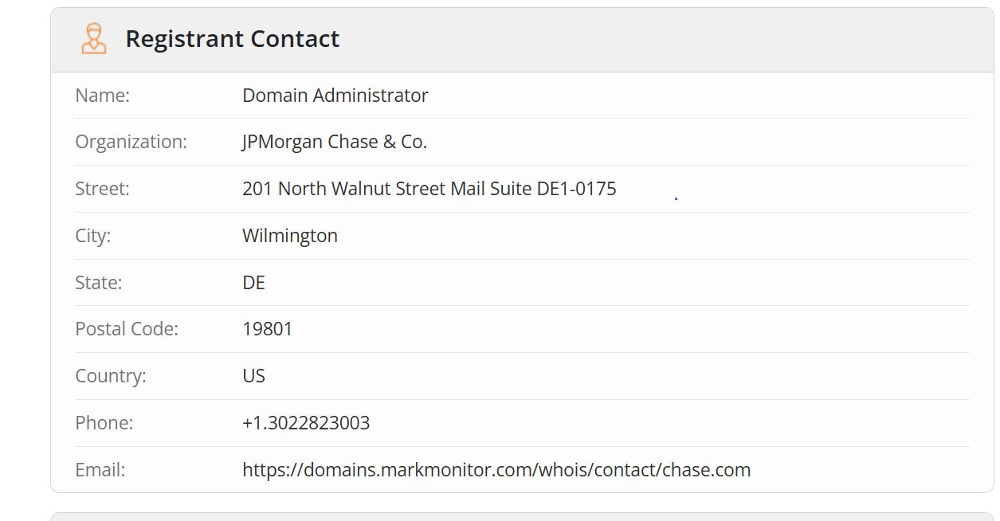 Registrant Contact
Name: Domain Administrator
Organization: JPMorgan Chase & Co.
Street: 201 North Walnut Street Mail Suite DE1-0175
City: Wilmington
State: DE
Postal Code: 19801
Country: US
Phone: +1.3022823003
Email: https://domains.markmonitor.com/whois/contact/chase.com